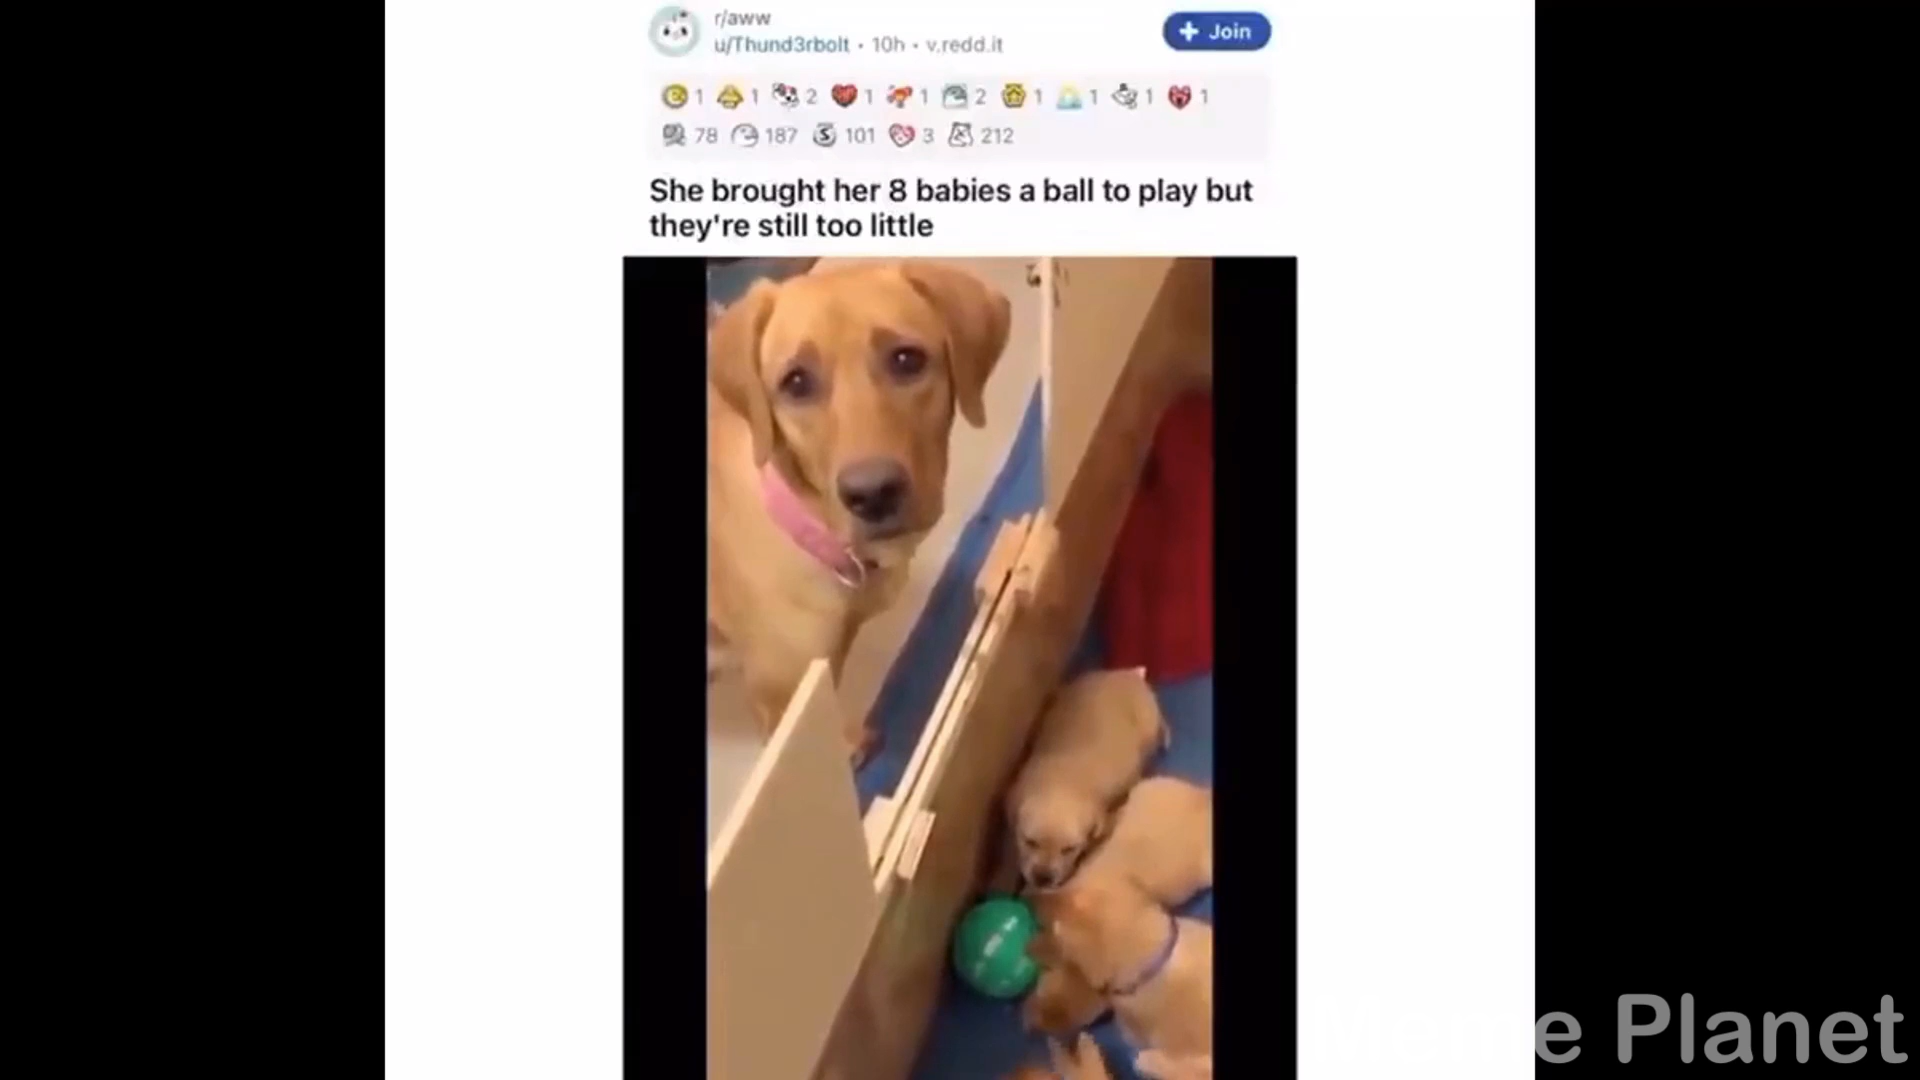 r/aww
u/Thund3rbolt • 10h • v.redd.it
+ Join
1 1 2 1 1 2 1 1 1 1
78 187 101 3 212
She brought her 8 babies a ball to play but
they're still too little
Meme Planet